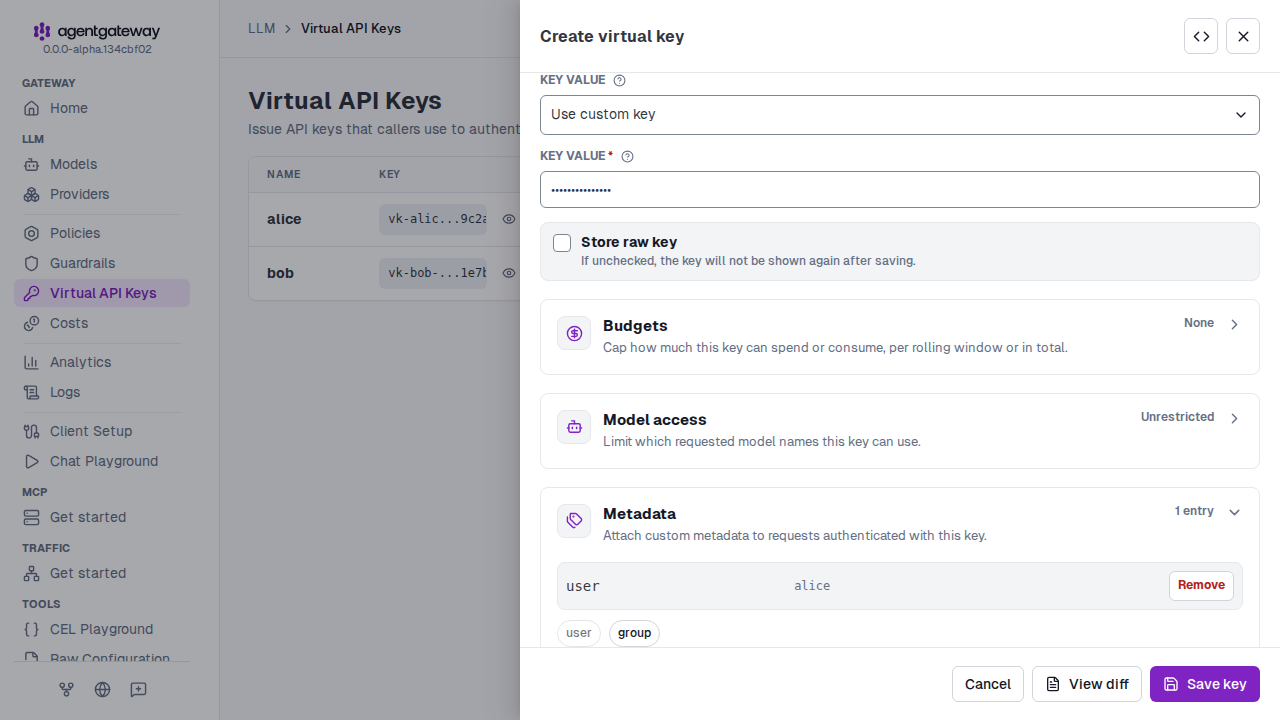 agentgateway
0.0.0-alpha.134cbf02
GATEWAY
Home
LLM
Models
Providers
Policies
Guardrails
Virtual API Keys
Costs
Analytics
Logs
Client Setup
Chat Playground
MCP
Get started
TRAFFIC
Get started
TOOLS
CEL Playground
Raw Configuration
LLM > Virtual API Keys
Virtual API Keys
Issue API keys that callers use to authent
NAME KEY
alice vk-alic...9c2a
bob vk-bob-...1e7b
Create virtual key
KEY VALUE
Use custom key
KEY VALUE *
•••••••••••••••
Store raw key
If unchecked, the key will not be shown again after saving.
Budgets None
Cap how much this key can spend or consume, per rolling window or in total.
Model access Unrestricted
Limit which requested model names this key can use.
Metadata 1 entry
Attach custom metadata to requests authenticated with this key.
user alice Remove
user group
Cancel View diff Save key